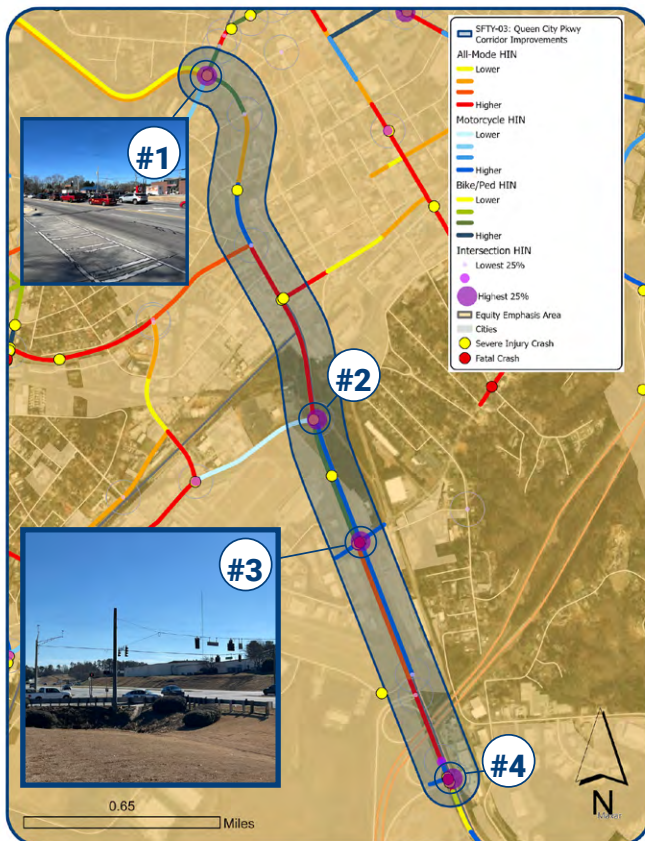 SFTY-03: Queen City Pkwy
Corridor Improvements
All-Mode HIN
Lower
Higher
Motorcycle HIN
Lower
Higher
Bike/Ped HIN
Lower
Higher
Intersection HIN
Lowest 25%
Highest 25%
Equity Emphasis Area
Cities
Severe Injury Crash
Fatal Crash
#1
#2
#3
#4
0.65
Miles
N